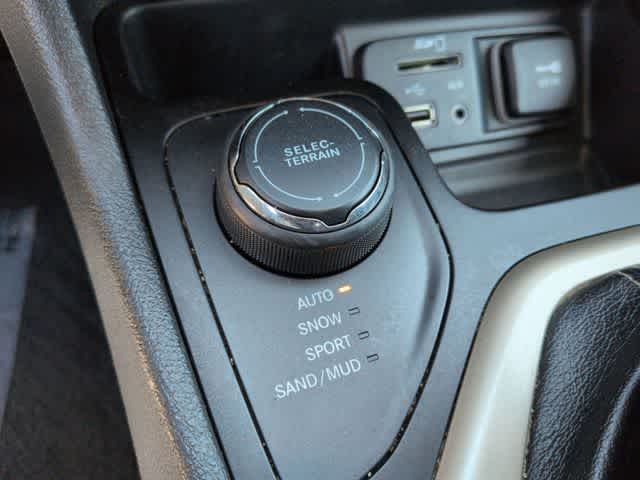 SELEC-
TERRAIN
AUTO
SNOW
SPORT
SAND/MUD